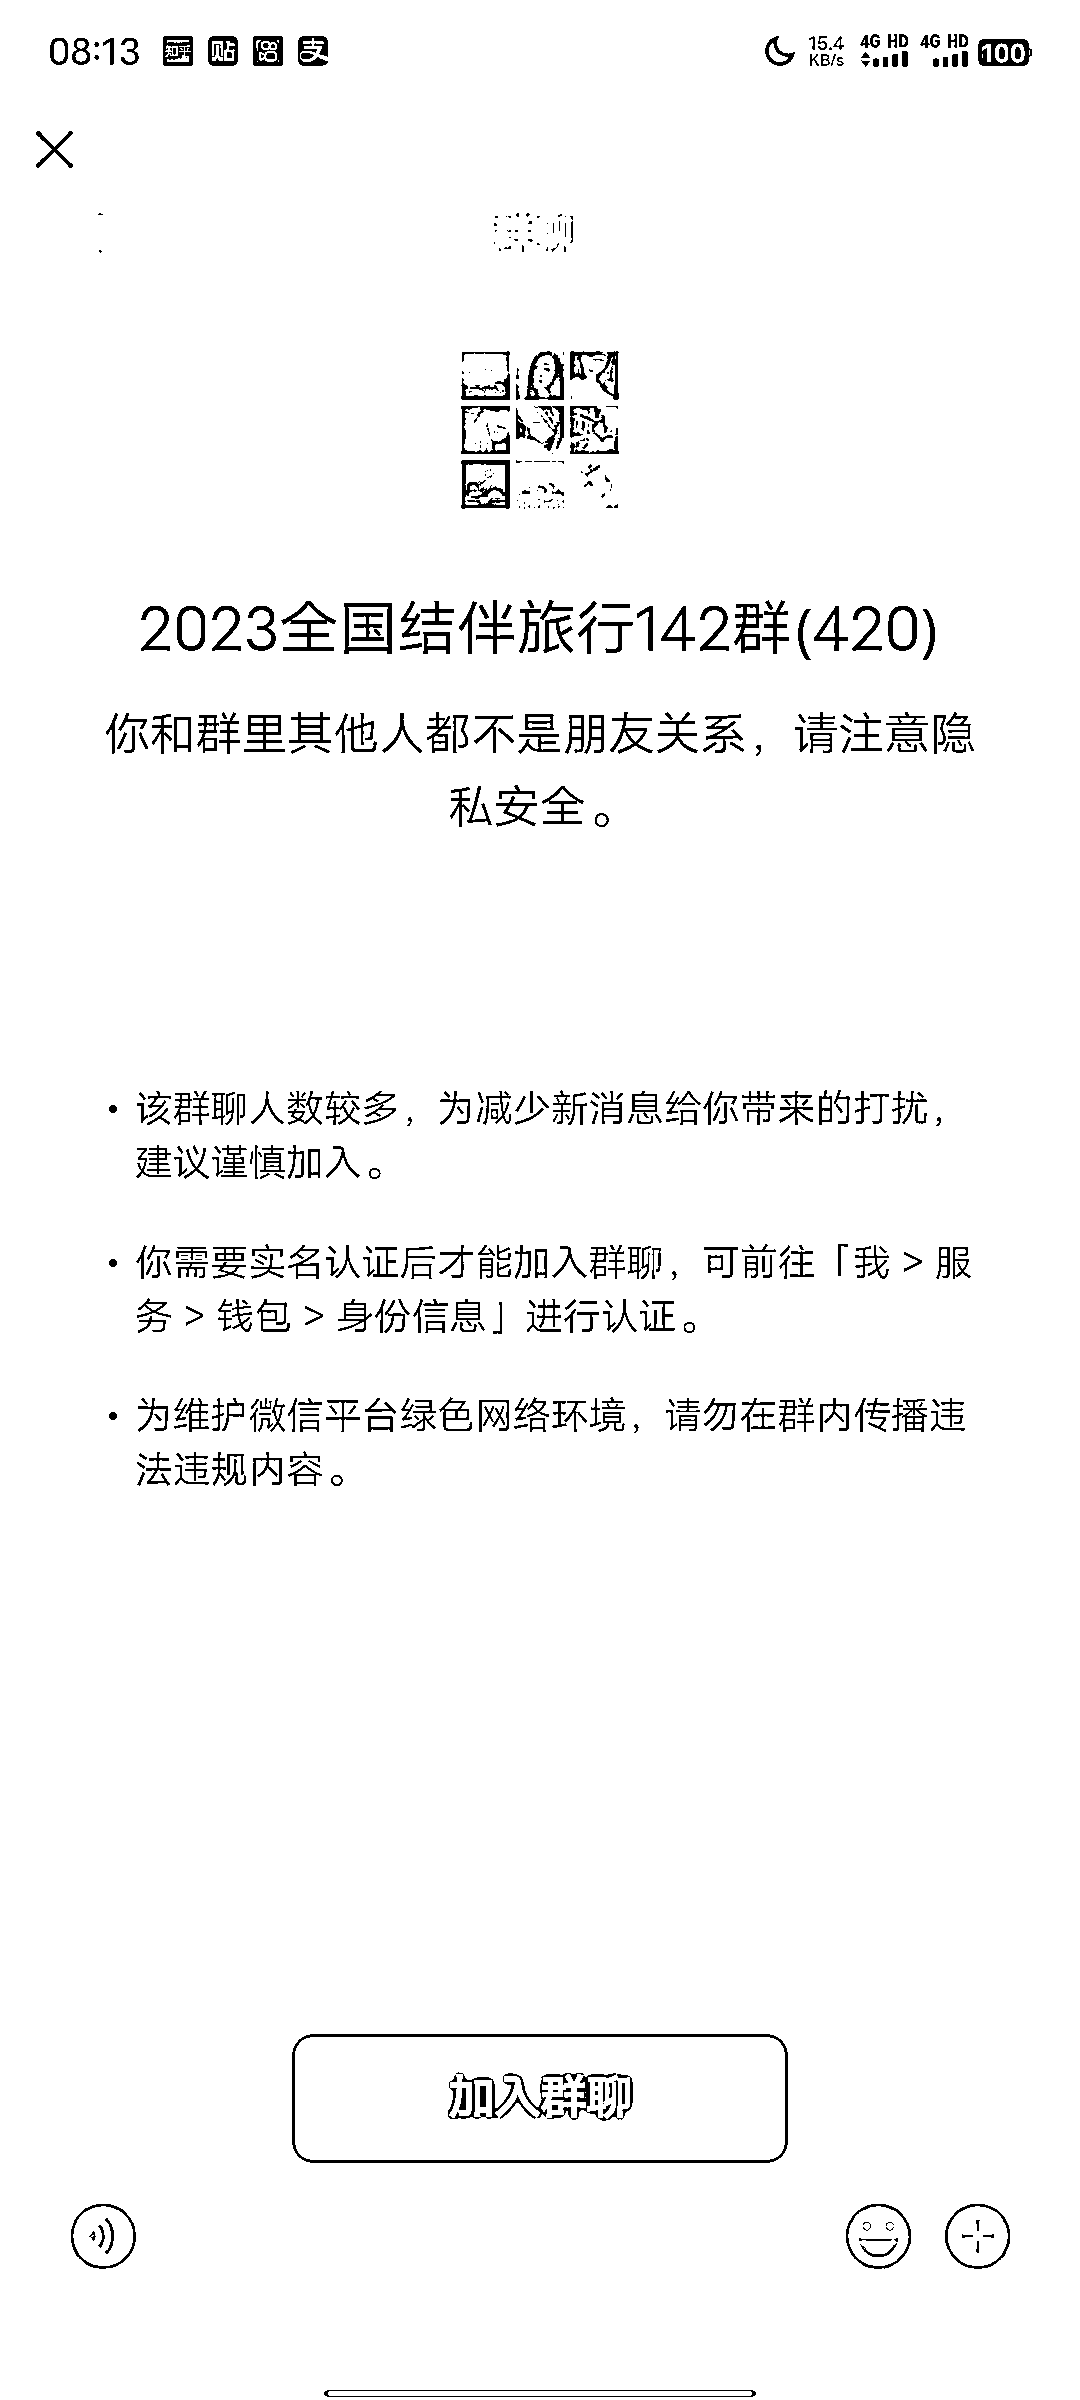 08:13 知乎 贴 支 15.4 KB/s 4G HD 4G HD 100
群聊
2023全国结伴旅行142群(420)
你和群里其他人都不是朋友关系，请注意隐
私安全。
• 该群聊人数较多，为减少新消息给你带来的打扰，
建议谨慎加入。
• 你需要实名认证后才能加入群聊，可前往「我 > 服
务 > 钱包 > 身份信息」进行认证。
• 为维护微信平台绿色网络环境，请勿在群内传播违
法违规内容。
加入群聊